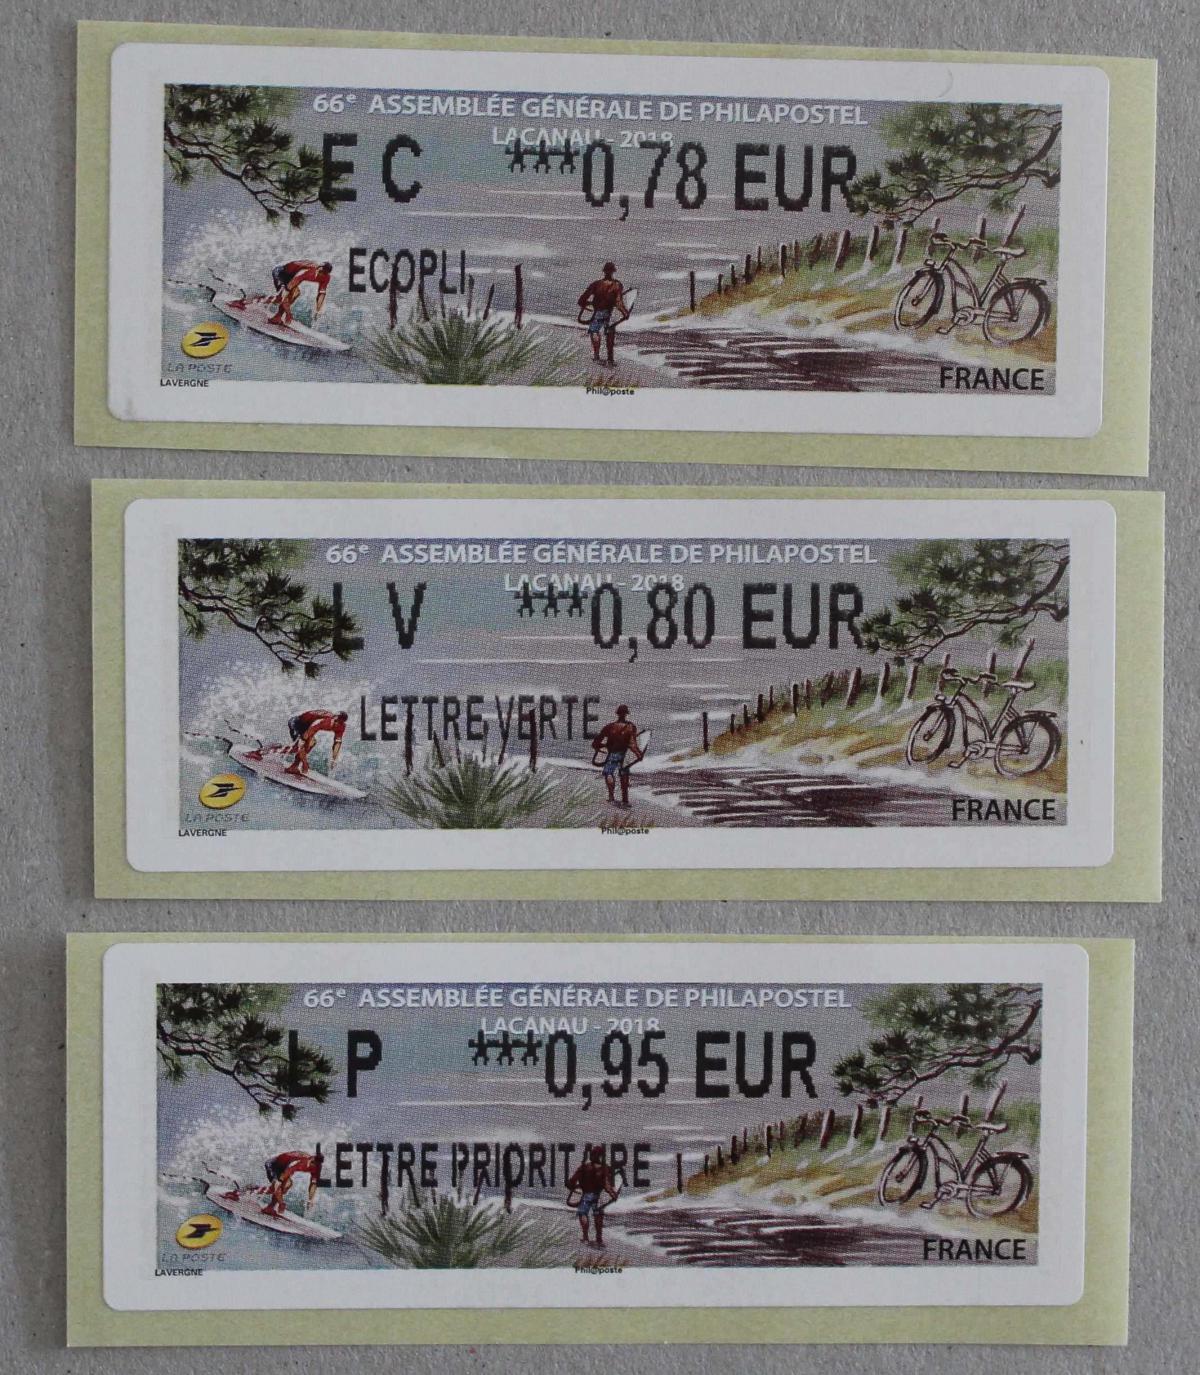 66e ASSEMBLÉE GÉNÉRALE DE PHILAPOSTEL
LACANAU - 2018
E C ***0,78 EUR
ECOPLI
LA POSTE
LAVERGNE
Phil@poste
FRANCE
66e ASSEMBLÉE GÉNÉRALE DE PHILAPOSTEL
LACANAU - 2018
L V ***0,80 EUR
LETTRE VERTE
LA POSTE
LAVERGNE
Phil@poste
FRANCE
66e ASSEMBLÉE GÉNÉRALE DE PHILAPOSTEL
LACANAU - 2018
L P ***0,95 EUR
LETTRE PRIORITAIRE
LA POSTE
LAVERGNE
Phil@poste
FRANCE